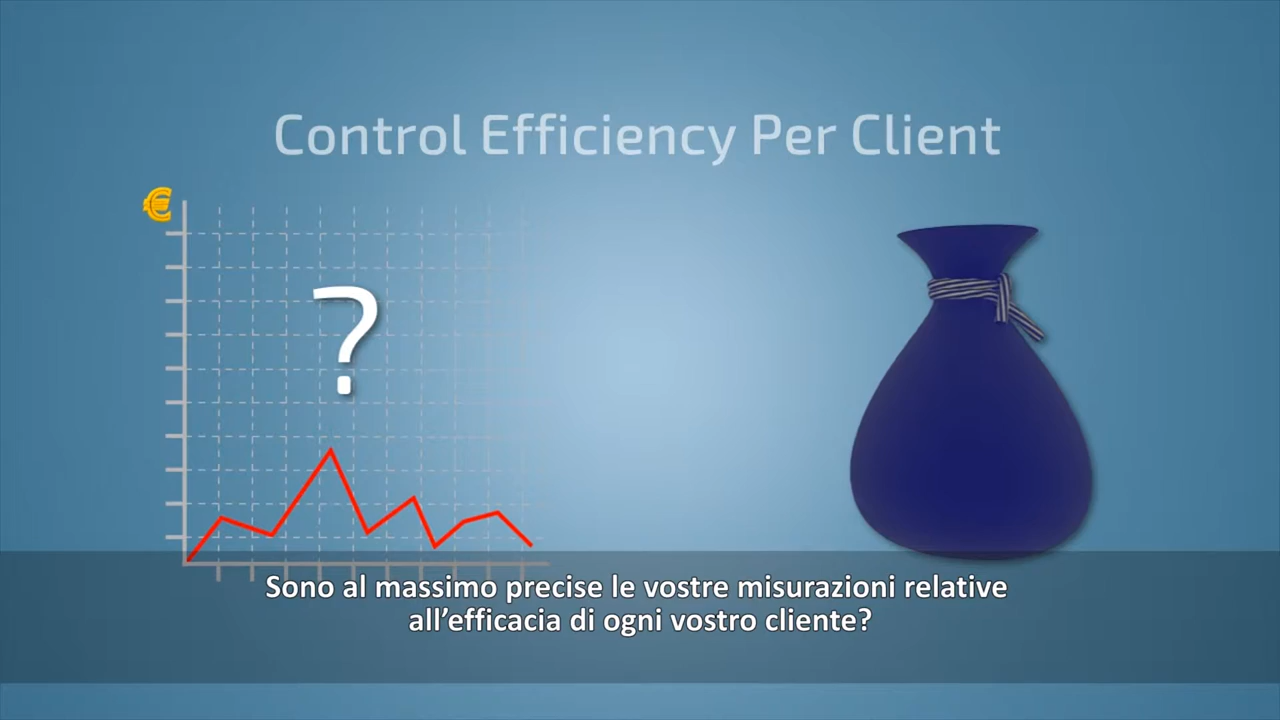 Control Efficiency Per Client
€
?
Sono al massimo precise le vostre misurazioni relative
all’efficacia di ogni vostro cliente?